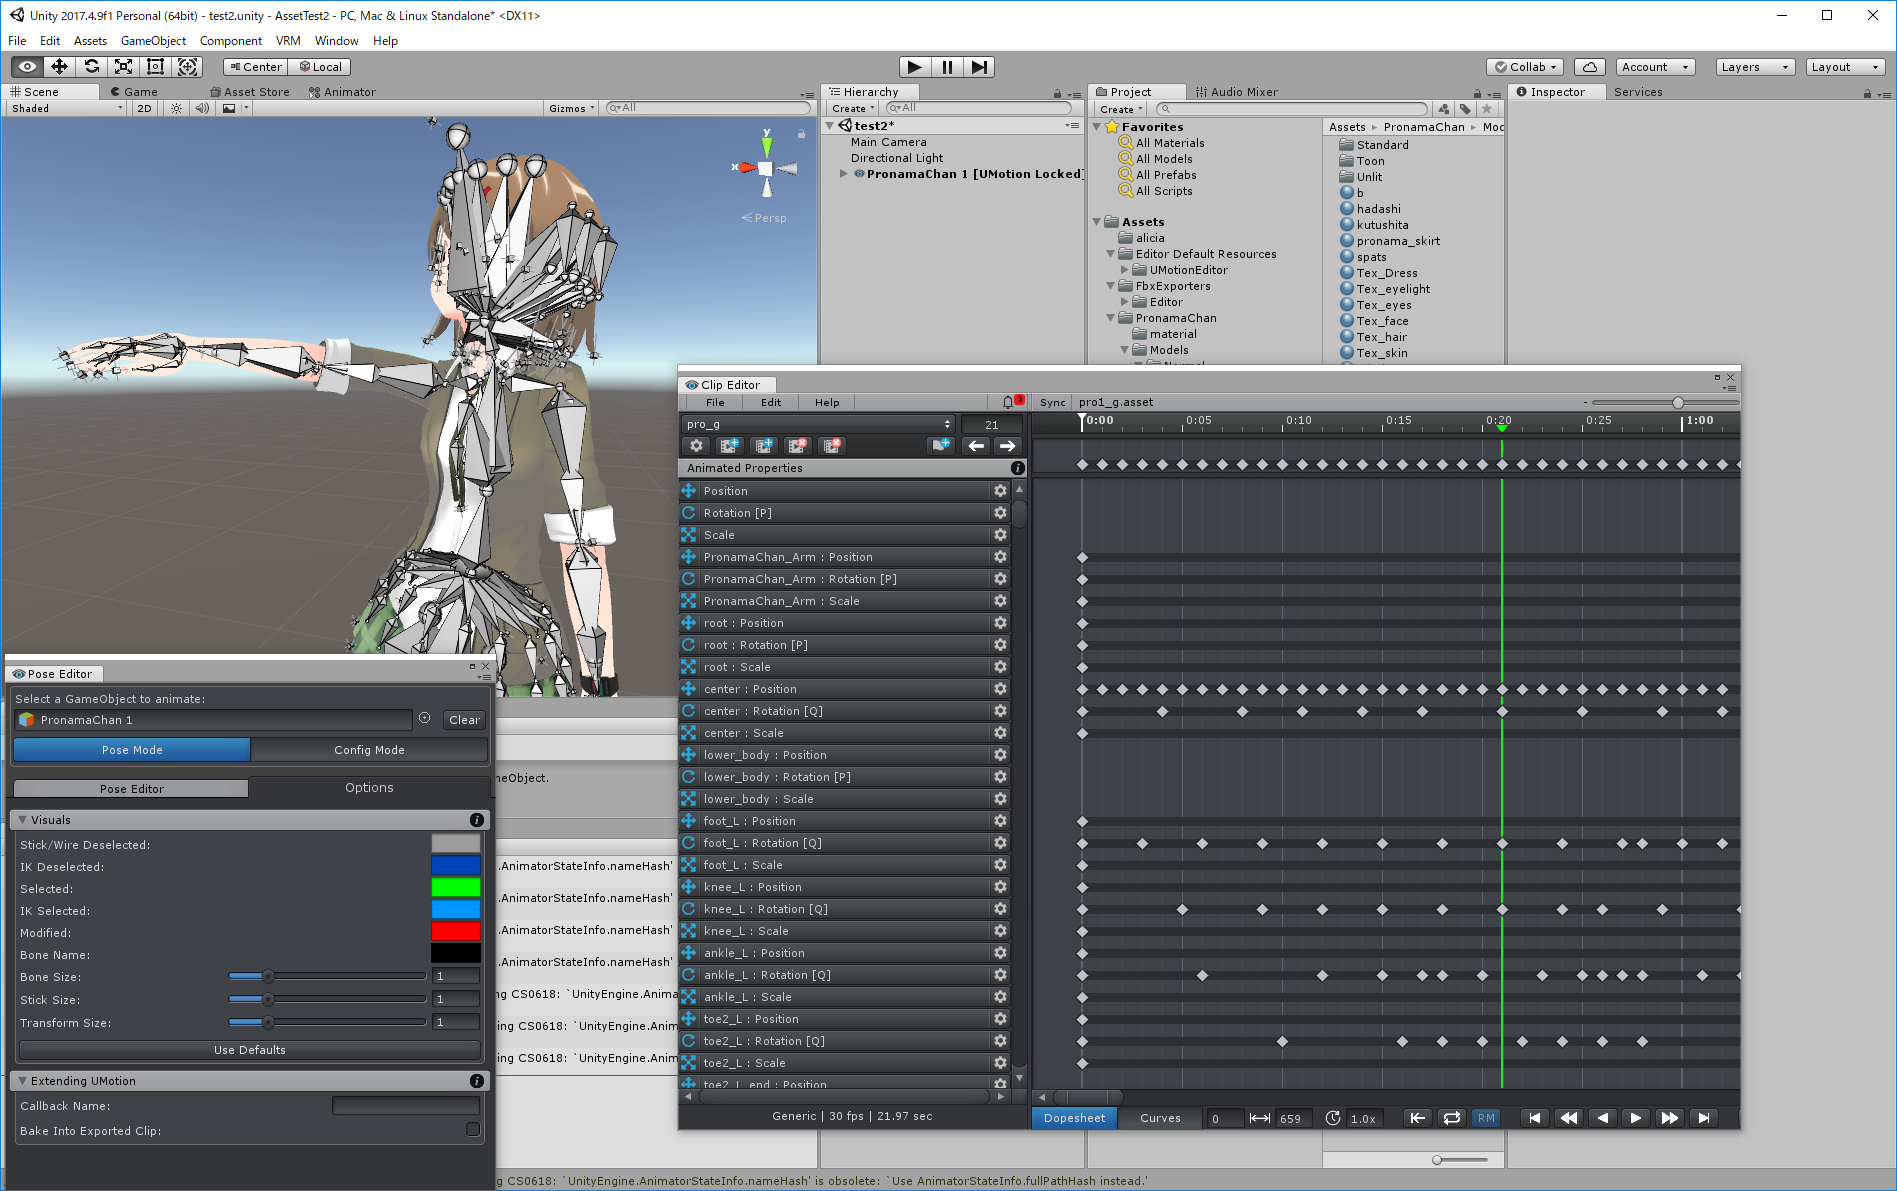 Unity 2017.4.9f1 Personal (64bit) - test2.unity - AssetTest2 - PC, Mac & Linux Standalone* <DX11>
File Edit Assets GameObject Component VRM Window Help
Center Local Collab Account Layers Layout
Scene Game Asset Store Animator
Shaded 2D Gizmos All
y
x
Persp
Hierarchy
Create All
test2*
Main Camera
Directional Light
PronamaChan 1 [UMotion Locked]
Project Audio Mixer
Create
Favorites
All Materials
All Models
All Prefabs
All Scripts
Assets
alicia
Editor Default Resources
UMotionEditor
FbxExporters
Editor
PronamaChan
material
Models
Assets PronamaChan Moc
Standard
Toon
Unlit
b
hadashi
kutushita
pronama_skirt
spats
Tex_Dress
Tex_eyelight
Tex_eyes
Tex_face
Tex_hair
Tex_skin
Inspector Services
Clip Editor
File Edit Help 3 Sync pro1_g.asset
pro_g 21
0:00 0:05 0:10 0:15 0:20 0:25 1:00
Animated Properties
Position
Rotation [P]
Scale
PronamaChan_Arm : Position
PronamaChan_Arm : Rotation [P]
PronamaChan_Arm : Scale
root : Position
root : Rotation [P]
root : Scale
center : Position
center : Rotation [Q]
center : Scale
lower_body : Position
lower_body : Rotation [P]
lower_body : Scale
foot_L : Position
foot_L : Rotation [Q]
foot_L : Scale
knee_L : Position
knee_L : Rotation [Q]
knee_L : Scale
ankle_L : Position
ankle_L : Rotation [Q]
ankle_L : Scale
toe2_L : Position
toe2_L : Rotation [Q]
toe2_L : Scale
toe2_L_end : Position
Generic | 30 fps | 21.97 sec
Dopesheet Curves 0 659 1.0x RM
Pose Editor
Select a GameObject to animate:
PronamaChan 1 Clear
Pose Mode Config Mode
Pose Editor Options
Visuals
Stick/Wire Deselected:
IK Deselected:
Selected:
IK Selected:
Modified:
Bone Name:
Bone Size: 1
Stick Size: 1
Transform Size: 1
Use Defaults
Extending UMotion
Callback Name:
Bake Into Exported Clip:
neObject.
.AnimatorStateInfo.nameHash'
.AnimatorStateInfo.nameHash'
.AnimatorStateInfo.nameHash'
.AnimatorStateInfo.nameHash'
ng CS0618: `UnityEngine.Anima
ing CS0618: `UnityEngine.Anim
ing CS0618: `UnityEngine.Anim
g CS0618: `UnityEngine.AnimatorStateInfo.nameHash' is obsolete: `Use AnimatorStateInfo.fullPathHash instead.'